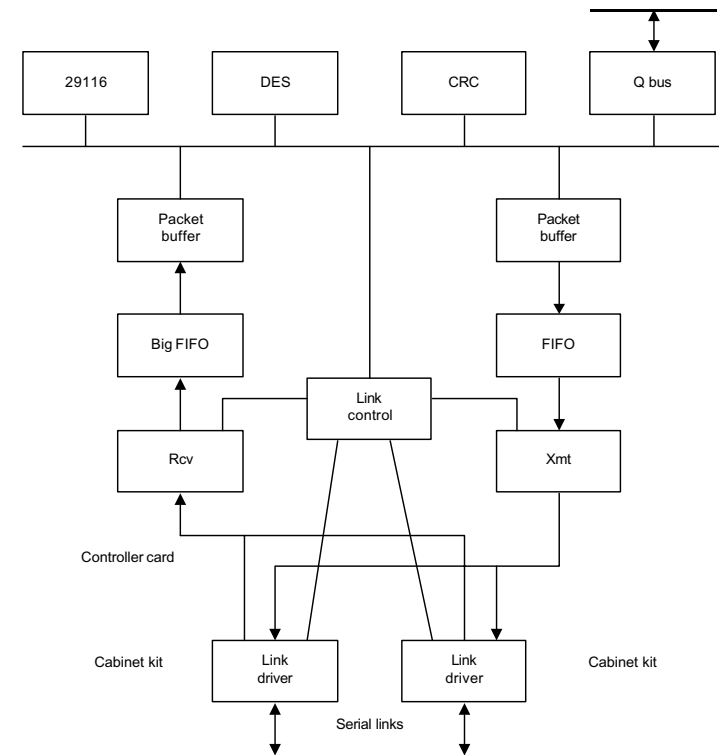 29116
DES
CRC
Q bus
Packet
buffer
Packet
buffer
Big FIFO
FIFO
Link
control
Rcv
Xmt
Controller card
Cabinet kit
Link
driver
Link
driver
Cabinet kit
Serial links